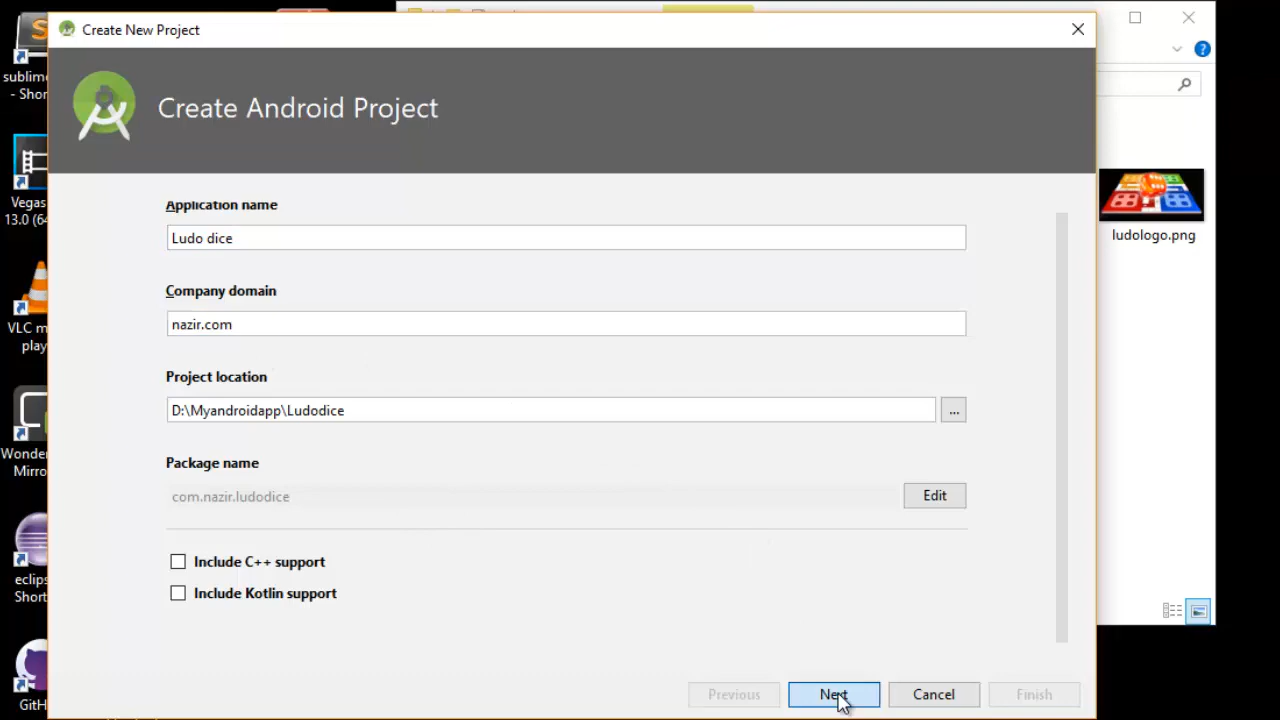 Create New Project
Create Android Project
Application name
Ludo dice
Company domain
nazir.com
Project location
D:\Myandroidapp\Ludodice
...
Package name
com.nazir.ludodice
Edit
Include C++ support
Include Kotlin support
Previous
Next
Cancel
Finish
sublime
- Shor
Vegas
13.0 (64
VLC m
play
Wonde
Mirro
eclips
Short
GitH
ludologo.png
?